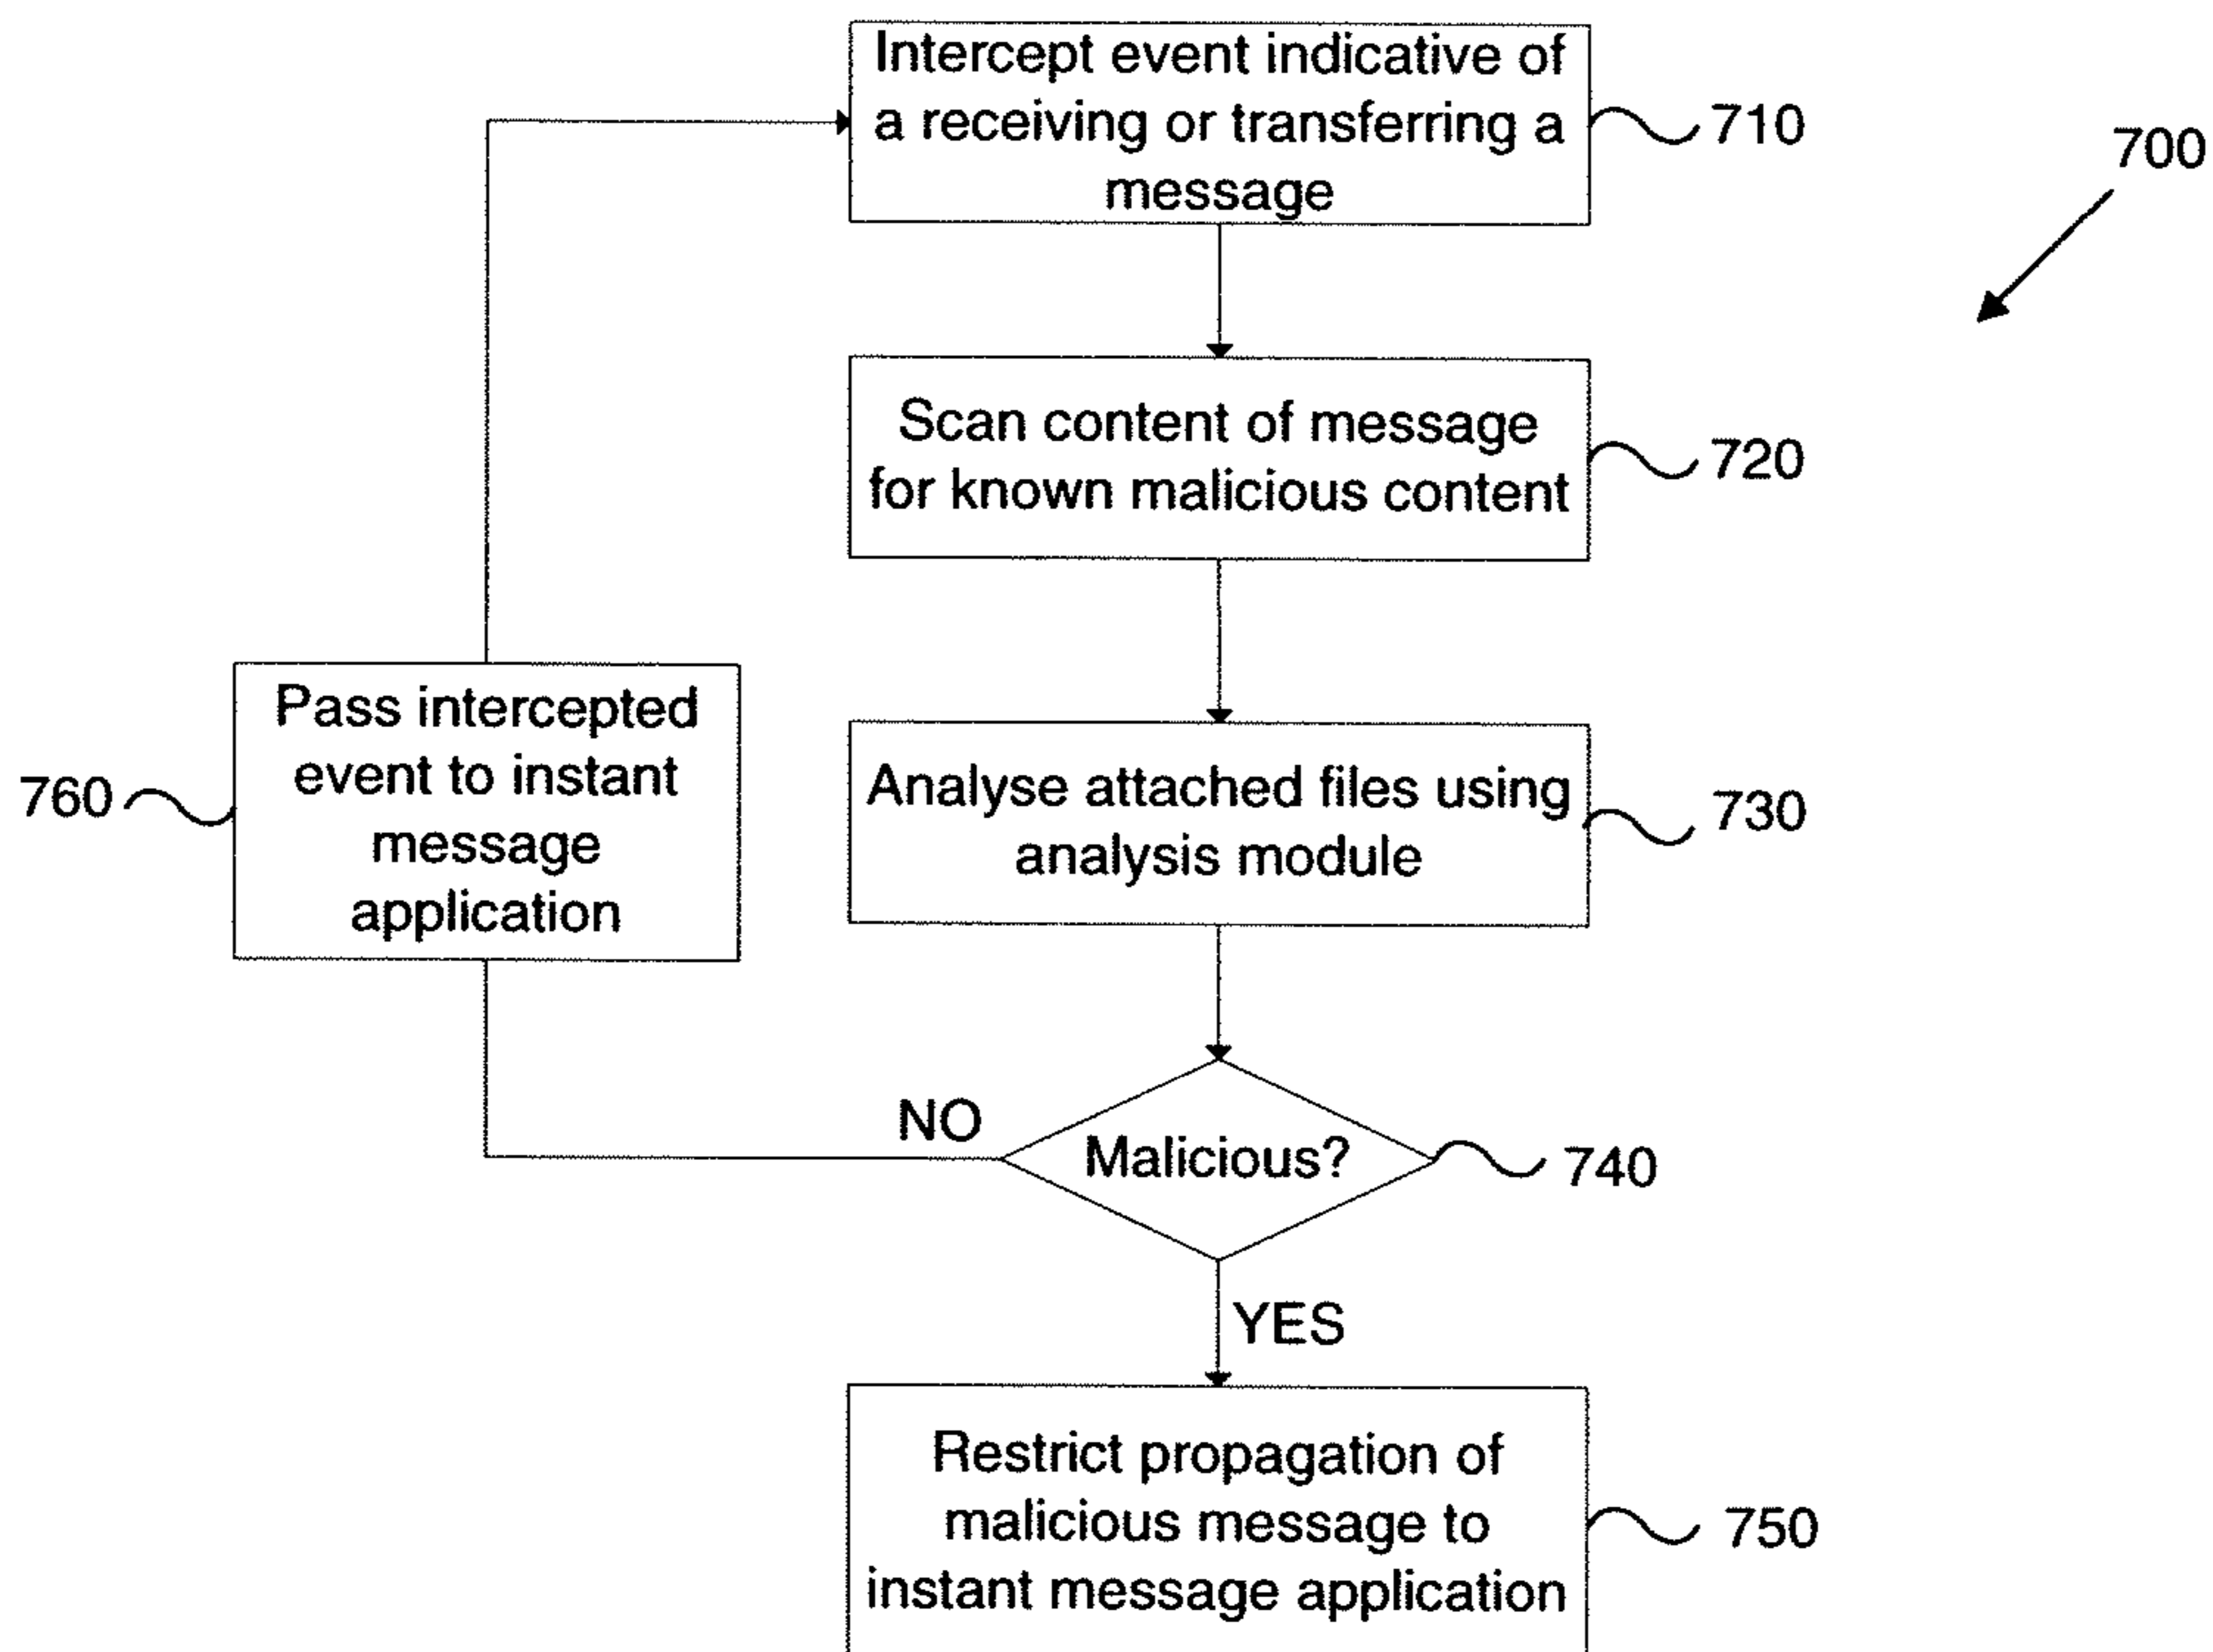 Intercept event indicative of
a receiving or transferring a
message
710
700
Scan content of message
for known malicious content
720
Pass intercepted
event to instant
message
application
760
Analyse attached files using
analysis module
730
NO
Malicious?
740
YES
Restrict propagation of
malicious message to
instant message application
750